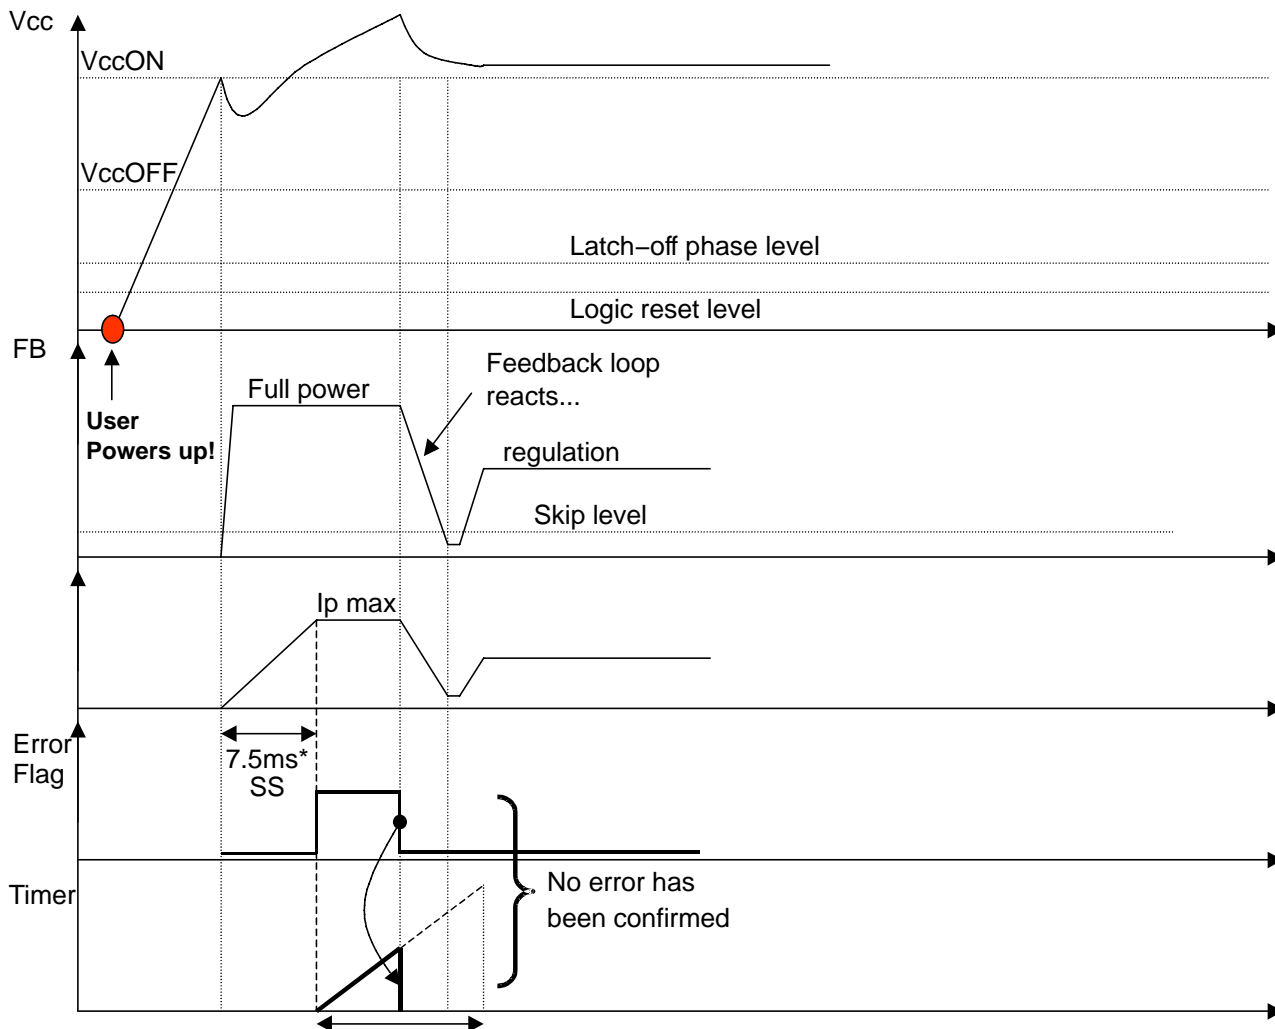 Vcc
VccON
VccOFF
Latch−off phase level
Logic reset level
FB
Feedback loop
reacts...
Full power
User
Powers up!
regulation
Skip level
Ip max
Error
Flag
7.5ms*
SS
Timer
No error has
been confirmed